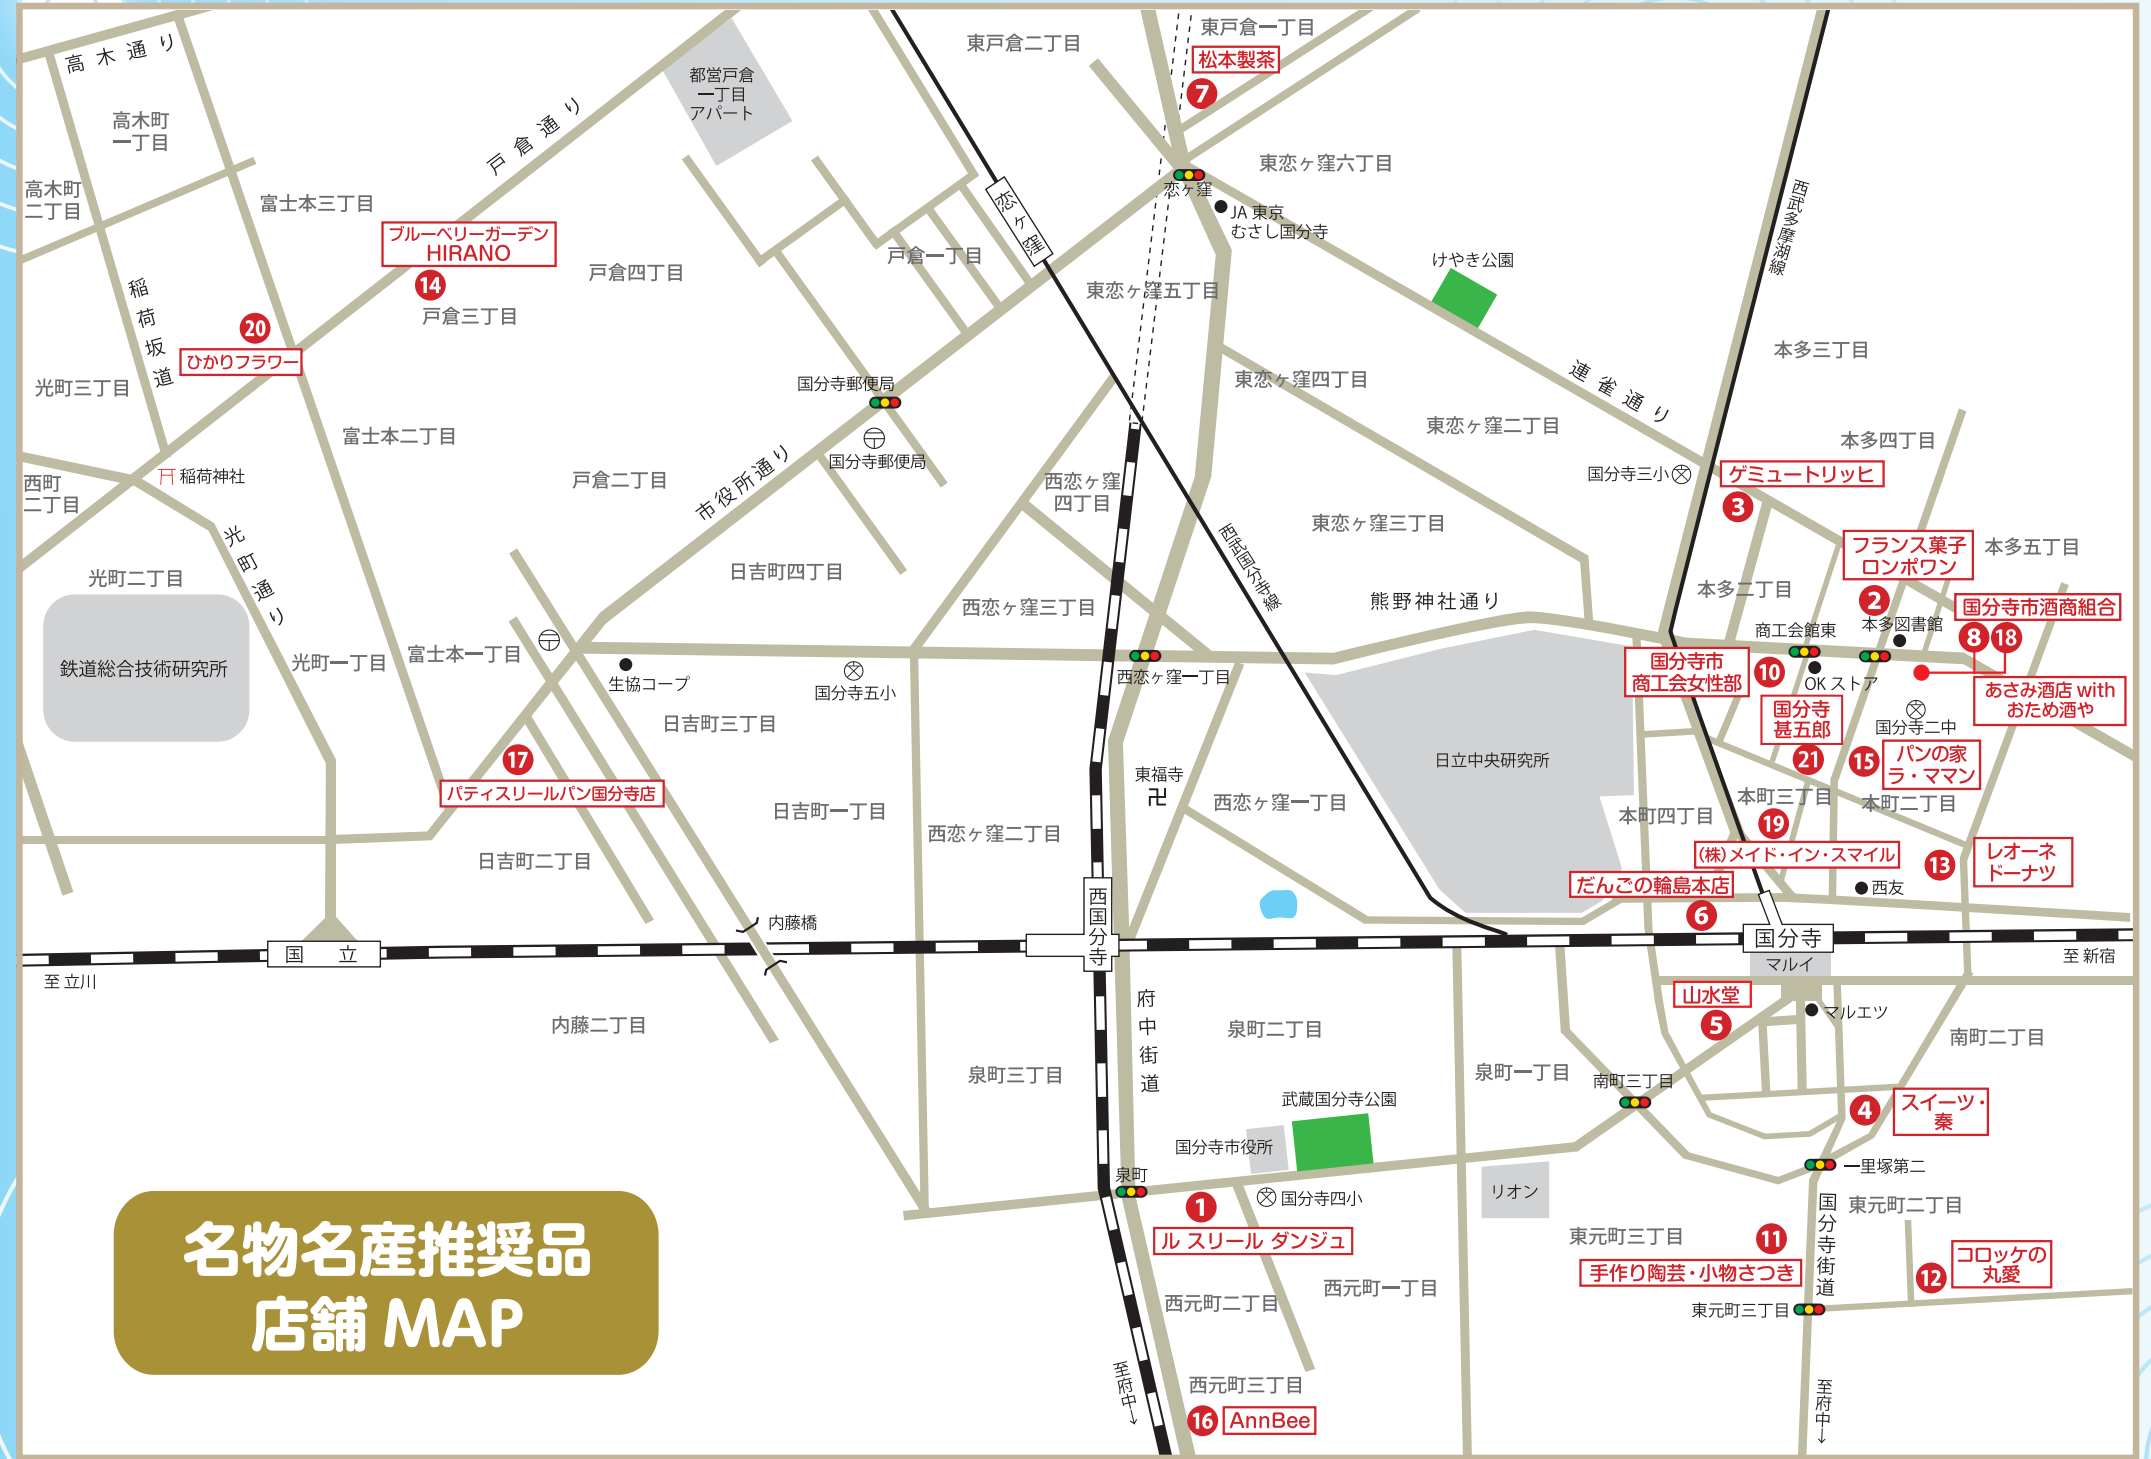 高木通り
高木町
一丁目
高木町
二丁目
富士本三丁目
稲荷坂道
戸倉通り
都営戸倉
一丁目
アパート
ブルーベリーガーデン
HIRANO
14
戸倉三丁目
戸倉四丁目
戸倉一丁目
20
ひかりフラワー
光町三丁目
富士本二丁目
西町
二丁目
稲荷神社
光町通り
光町二丁目
鉄道総合技術研究所
光町一丁目
富士本一丁目
戸倉二丁目
市役所通り
国分寺郵便局
国分寺郵便局
恋ヶ窪
東戸倉二丁目
東戸倉一丁目
松本製茶
7
恋ヶ窪
JA 東京
むさし国分寺
東恋ヶ窪六丁目
けやき公園
東恋ヶ窪五丁目
東恋ヶ窪四丁目
東恋ヶ窪二丁目
東恋ヶ窪三丁目
連雀通り
西武多摩湖線
本多三丁目
本多四丁目
国分寺三小
ゲミュートリッヒ
3
フランス菓子
ロンポワン
2
本多五丁目
本多二丁目
国分寺市酒商組合
8
18
本多図書館
商工会館東
国分寺市
商工会女性部
10
OK ストア
あさみ酒店 with
おため酒や
国分寺
甚五郎
21
国分寺二中
15
パンの家
ラ・ママン
本町三丁目
本町二丁目
本町四丁目
19
(株)メイド・イン・スマイル
13
レオーネ
ドーナツ
だんごの輪島本店
6
西友
西恋ヶ窪
四丁目
西武国分寺線
熊野神社通り
日吉町四丁目
西恋ヶ窪三丁目
生協コープ
国分寺五小
西恋ヶ窪一丁目
日吉町三丁目
17
パティスリールパン国分寺店
東福寺
日立中央研究所
西恋ヶ窪一丁目
日吉町一丁目
西恋ヶ窪二丁目
日吉町二丁目
内藤橋
西国分寺
国立
国分寺
マルイ
至 立川
至 新宿
内藤二丁目
府中街道
泉町二丁目
泉町三丁目
泉町一丁目
山水堂
5
マルエツ
南町二丁目
南町三丁目
4
スイーツ・
秦
武蔵国分寺公園
国分寺市役所
泉町
1
ル スリール ダンジュ
国分寺四小
リオン
一里塚第二
国分寺街道
東元町二丁目
東元町三丁目
11
手作り陶芸・小物さつき
12
コロッケの
丸愛
東元町三丁目
西元町一丁目
西元町二丁目
西元町三丁目
至府中→
至府中→
16
AnnBee
名物名産推奨品
店舗 MAP